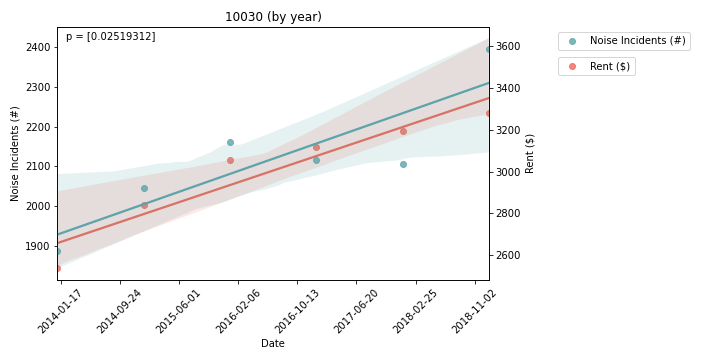 10030 (by year)
p = [0.02519312]
Noise Incidents (#)
Rent ($)
2400
2300
2200
2100
2000
1900
Noise Incidents (#)
3600
3400
3200
3000
2800
2600
Rent ($)
2014-01-17
2014-09-24
2015-06-01
2016-02-06
2016-10-13
2017-06-20
2018-02-25
2018-11-02
Date